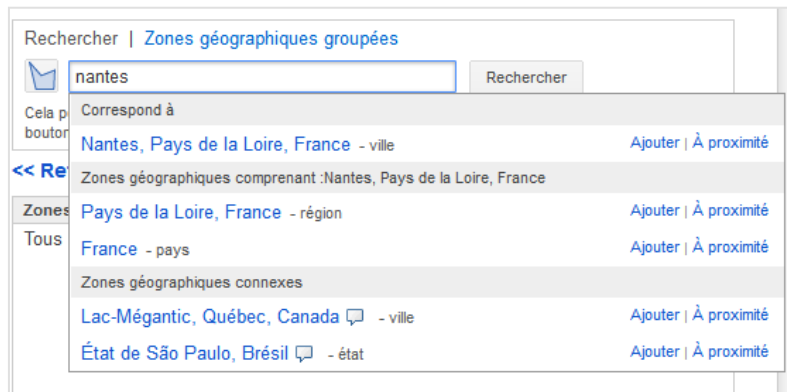 Rechercher | Zones géographiques groupées
nantes Rechercher
Cela p
bouton
Correspond à
Nantes, Pays de la Loire, France - ville Ajouter | À proximité
<< Re
Zones géographiques comprenant :Nantes, Pays de la Loire, France
Zones
Pays de la Loire, France - région Ajouter | À proximité
Tous
France - pays Ajouter | À proximité
Zones géographiques connexes
Lac-Mégantic, Québec, Canada - ville Ajouter | À proximité
État de São Paulo, Brésil - état Ajouter | À proximité